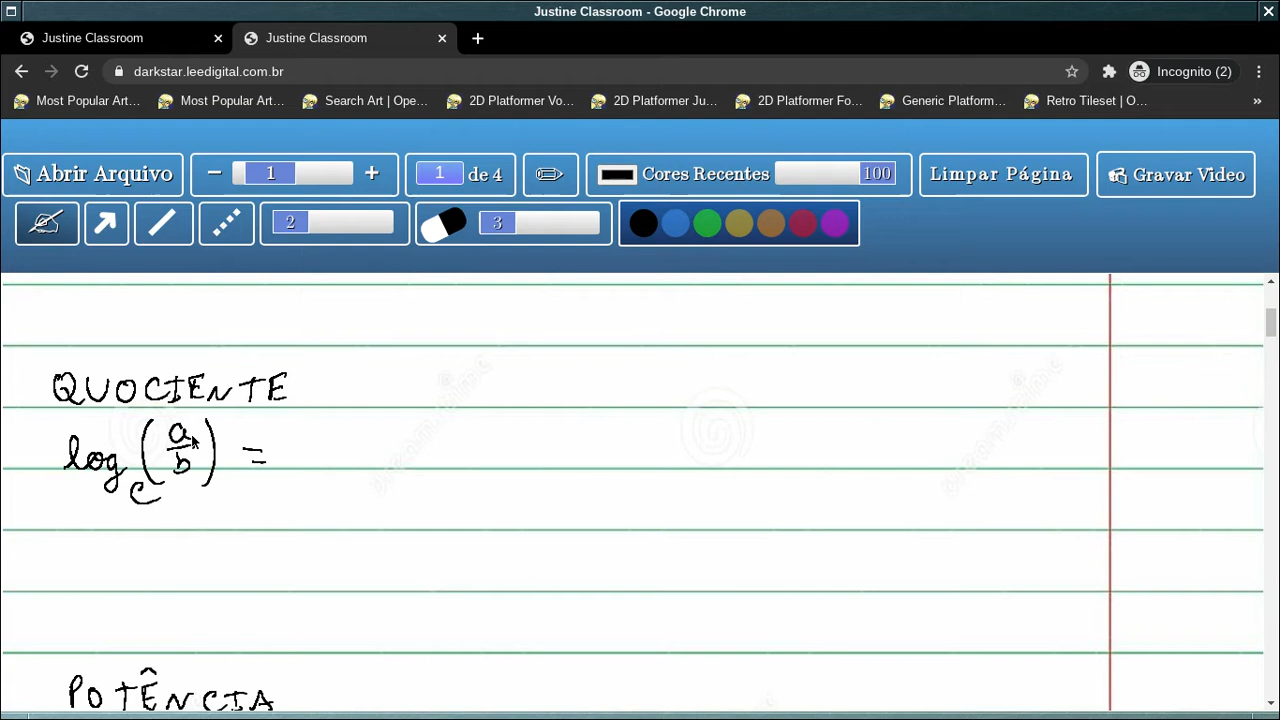 Justine Classroom - Google Chrome
Justine Classroom
Justine Classroom
darkstar.leedigital.com.br
Incognito (2)
Most Popular Art...
Most Popular Art...
Search Art | Ope...
2D Platformer Vo...
2D Platformer Ju...
2D Platformer Fo...
Generic Platform...
Retro Tileset | O...
»
Abrir Arquivo
− 1 +
1 de 4
Cores Recentes 100
Limpar Página
Gravar Video
2
3
QUOCIENTE
log_c (a/b) =
POTÊNCIA